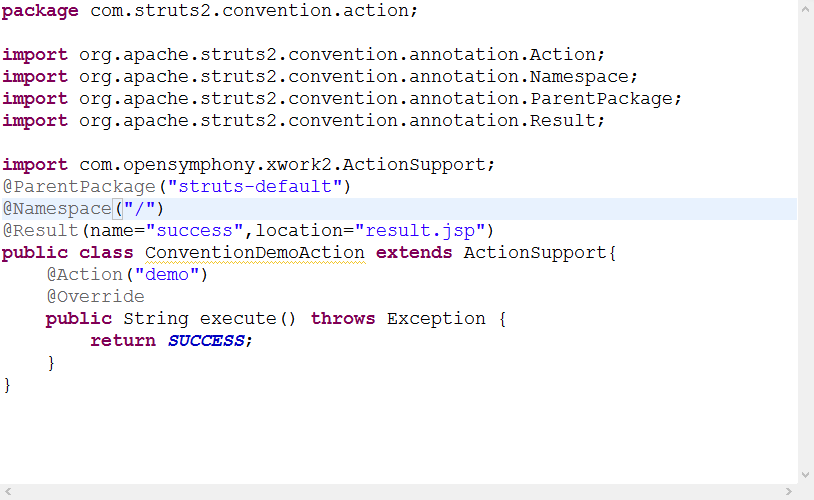 package com.struts2.convention.action;
import org.apache.struts2.convention.annotation.Action;
import org.apache.struts2.convention.annotation.Namespace;
import org.apache.struts2.convention.annotation.ParentPackage;
import org.apache.struts2.convention.annotation.Result;
import com.opensymphony.xwork2.ActionSupport;
@ParentPackage("struts-default")
@Namespace("/")
@Result(name="success",location="result.jsp")
public class ConventionDemoAction extends ActionSupport{
    @Action("demo")
    @Override
    public String execute() throws Exception {
        return SUCCESS;
    }
}